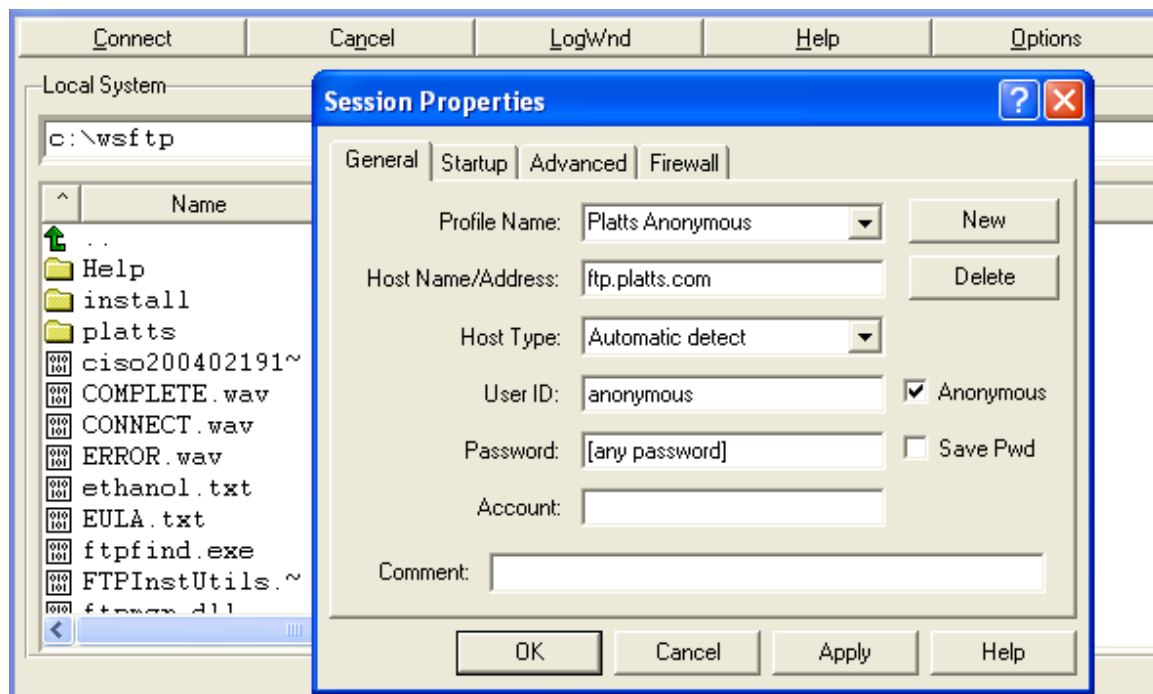 Connect Cancel LogWnd Help Options
Local System
c:\wsftp
^ Name
..
Help
install
platts
ciso200402191~
COMPLETE.wav
CONNECT.wav
ERROR.wav
ethanol.txt
EULA.txt
ftpfind.exe
FTPInstUtils.~
ftpmgr.dll
Session Properties
General Startup Advanced Firewall
Profile Name: Platts Anonymous New
Host Name/Address: ftp.platts.com Delete
Host Type: Automatic detect
User ID: anonymous Anonymous
Password: [any password] Save Pwd
Account:
Comment:
OK Cancel Apply Help